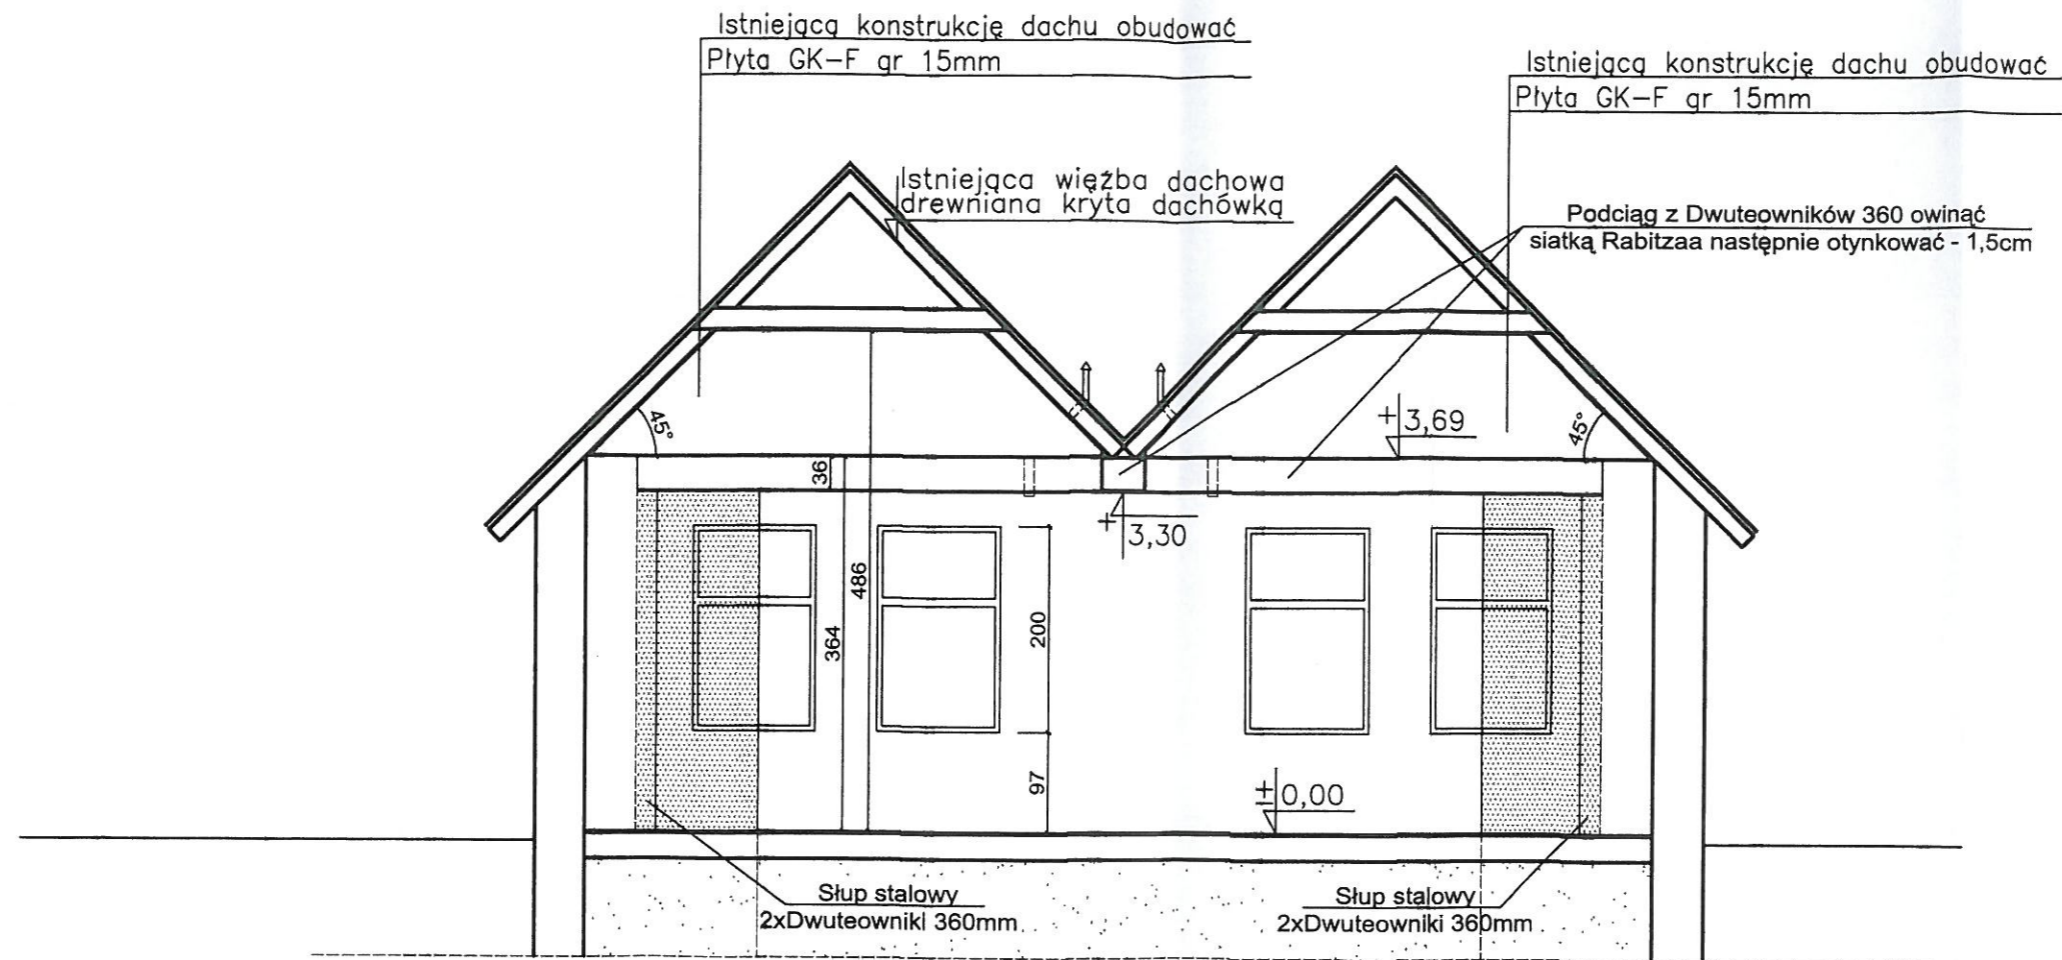 Istniejącą konstrukcję dachu obudować
Płyta GK-F gr 15mm
Istniejącą konstrukcję dachu obudować
Płyta GK-F gr 15mm
Istniejąca więźba dachowa
drewniana kryta dachówką
Podciąg z Dwuteowników 360 owinąć
siatką Rabitzaa następnie otynkować - 1,5cm
45°
+3,69
45°
36
+3,30
486
364
200
97
±0,00
Słup stalowy
2xDwuteowniki 360mm
Słup stalowy
2xDwuteowniki 360mm